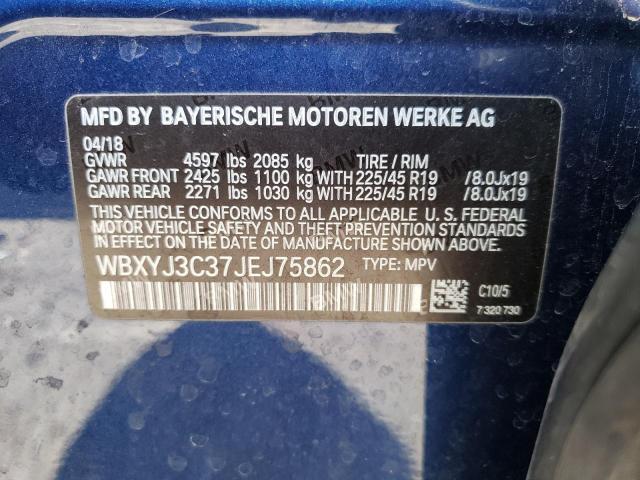 MFD BY BAYERISCHE MOTOREN WERKE AG
04/18
GVWR 4597 lbs 2085 kg TIRE / RIM
GAWR FRONT 2425 lbs 1100 kg WITH 225/45 R19 /8.0Jx19
GAWR REAR 2271 lbs 1030 kg WITH 225/45 R19 /8.0Jx19
THIS VEHICLE CONFORMS TO ALL APPLICABLE U. S. FEDERAL
MOTOR VEHICLE SAFETY AND THEFT PREVENTION
STANDARDS IN EFFECT ON THE DATE OF MANUFACTURE SHOWN ABOVE.
WBXYJ3C37JEJ75862 TYPE: MPV
C10/5
7 320 730